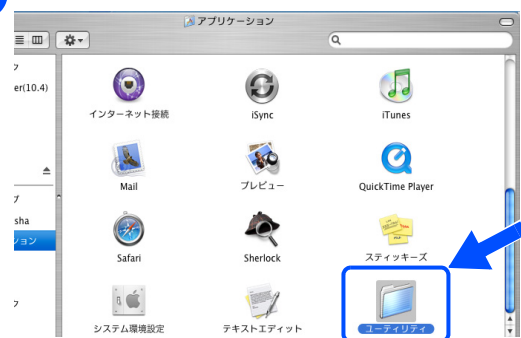 アプリケーション
ク
er(10.4)
インターネット接続
iSync
iTunes
Mail
プレビュー
QuickTime Player
プ
sha
ション
Safari
Sherlock
スティッキーズ
ク
システム環境設定
テキストエディット
ユーティリティ